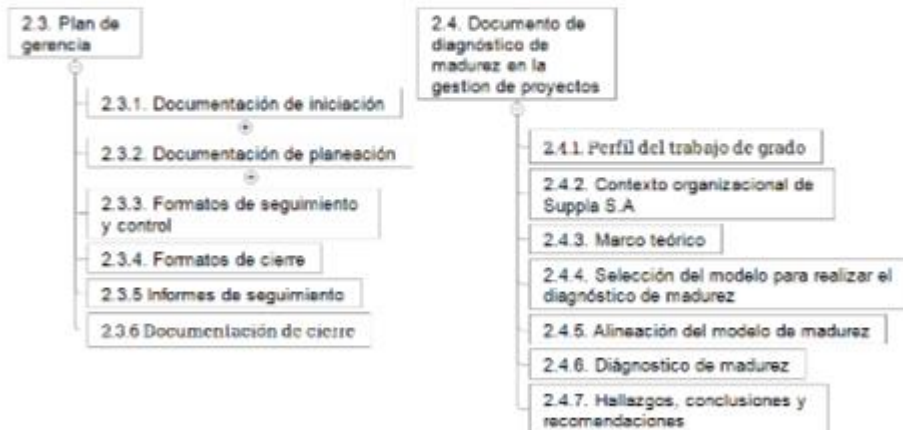 2.3. Plan de
gerencia
2.3.1. Documentación de iniciación
2.3.2. Documentación de planeación
2.3.3. Formatos de seguimiento
y control
2.3.4. Formatos de cierre
2.3.5 Informes de seguimiento
2.3.6 Documentación de cierre
2.4. Documento de
diagnóstico de
madurez en la
gestion de proyectos
2.4.1. Perfil del trabajo de grado
2.4.2. Contexto organizacional de
Suppla S.A
2.4.3. Marco teórico
2.4.4. Selección del modelo para realizar el
diagnóstico de madurez
2.4.5. Alineación del modelo de madurez
2.4.6. Diágnostico de madurez
2.4.7. Hallazgos, conclusiones y
recomendaciones